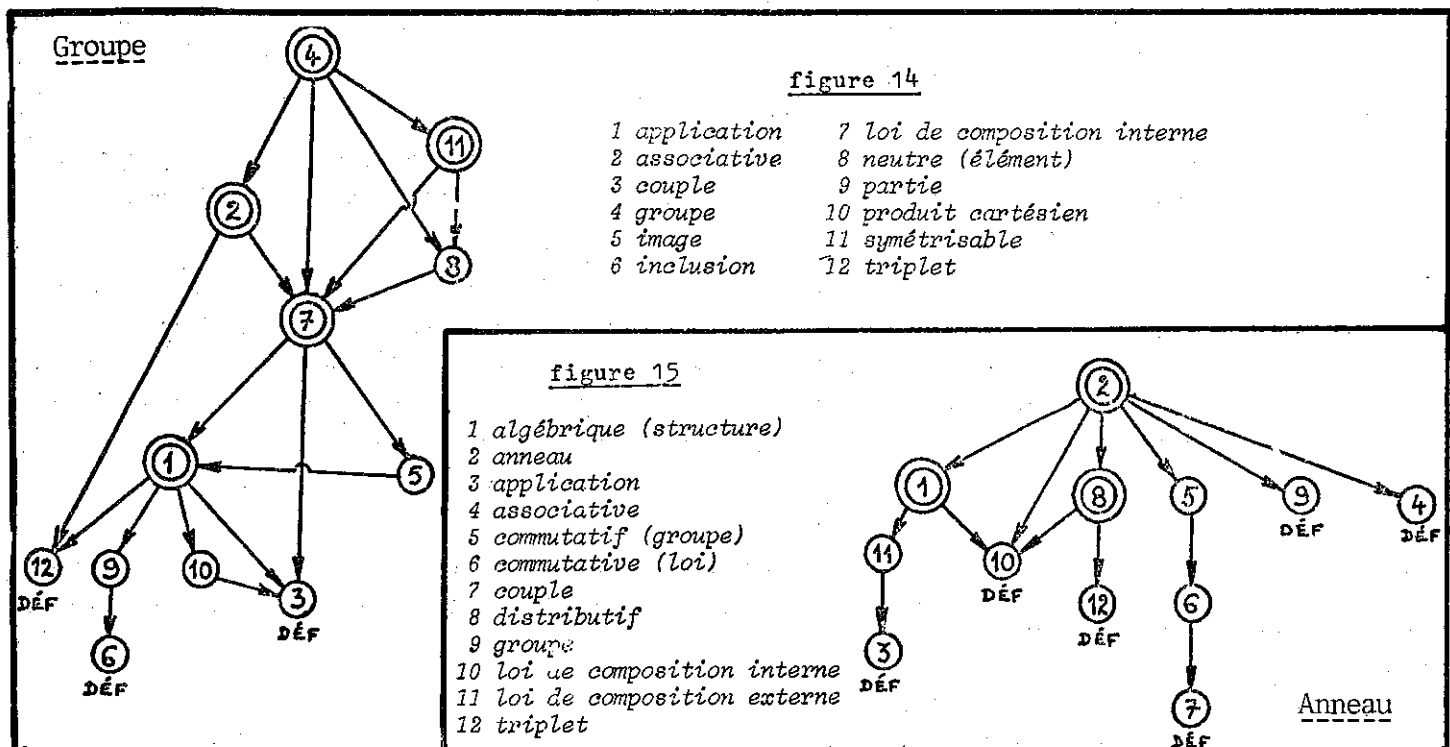 Groupe
4
11
2
8
7
1
5
12
9
10
3
DÉF
DÉF
6
DÉF
figure 14
1 application
2 associative
3 couple
4 groupe
5 image
6 inclusion
7 loi de composition interne
8 neutre (élément)
9 partie
10 produit cartésien
11 symétrisable
12 triplet
figure 15
1 algébrique (structure)
2 anneau
3 application
4 associative
5 commutatif (groupe)
6 commutative (loi)
7 couple
8 distributif
9 groupe
10 loi de composition interne
11 loi de composition externe
12 triplet
2
1
8
5
9
4
DÉF
DÉF
11
10
DÉF
12
DÉF
6
3
DÉF
7
DÉF
Anneau